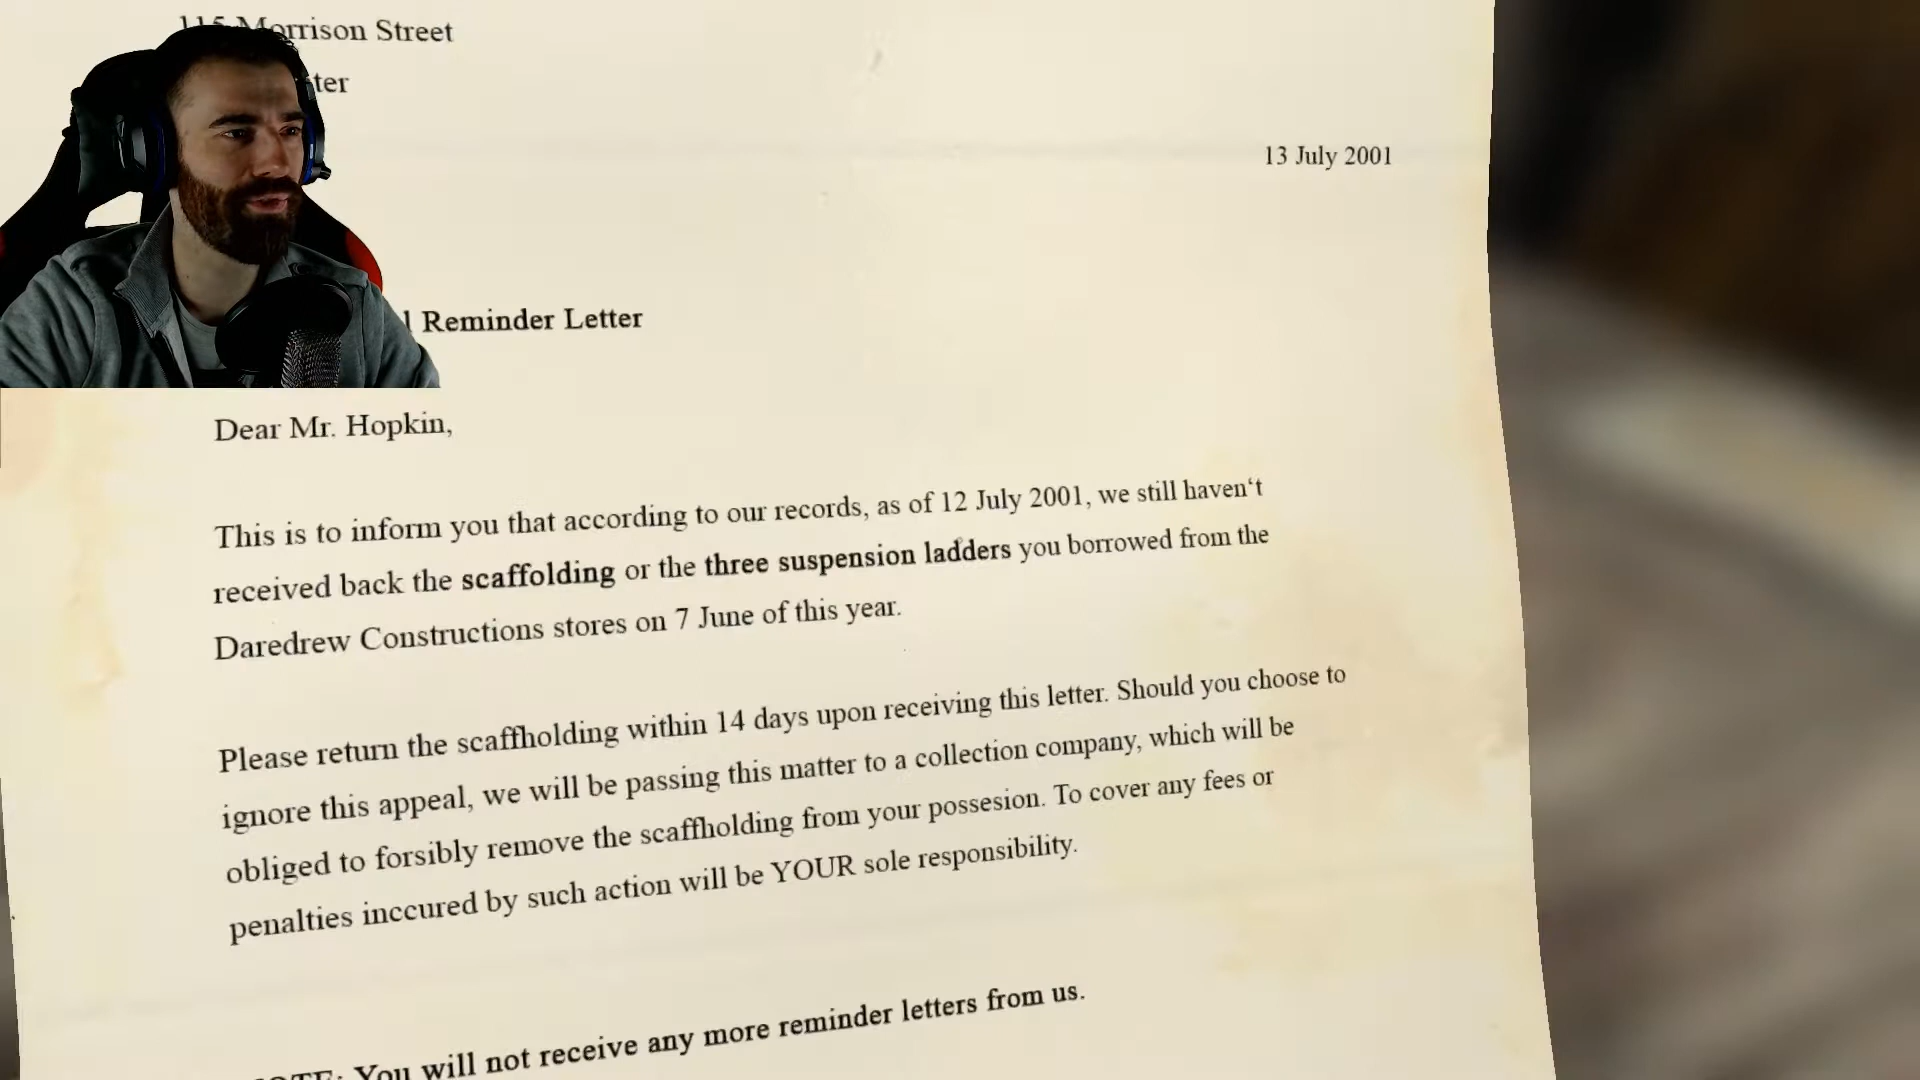 115 Morrison Street
ter
13 July 2001
l Reminder Letter
Dear Mr. Hopkin,
This is to inform you that according to our records, as of 12 July 2001, we still haven‘t
received back the scaffolding or the three suspension ladders you borrowed from the
Daredrew Constructions stores on 7 June of this year.
Please return the scaffholding within 14 days upon receiving this letter. Should you choose to
ignore this appeal, we will be passing this matter to a collection company, which will be
obliged to forsibly remove the scaffholding from your possesion. To cover any fees or
penalties inccured by such action will be YOUR sole responsibility.
NOTE: You will not receive any more reminder letters from us.